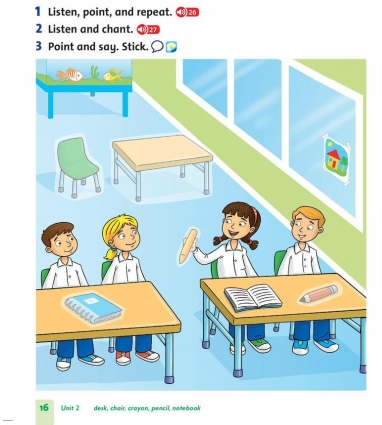 1 Listen, point, and repeat. 26
2 Listen and chant. 27
3 Point and say. Stick.
16 Unit 2 desk, chair, crayon, pencil, notebook